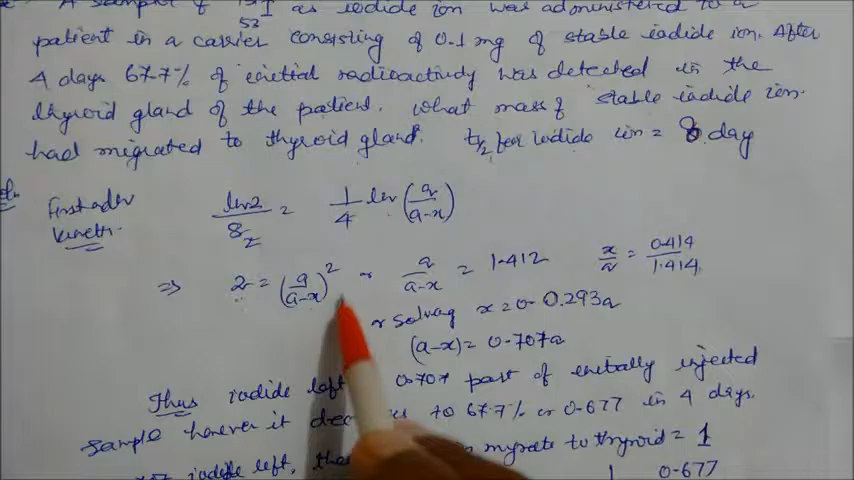 A sample of 131 I as iodide ion was administered to a
53
patient in a carrier consisting of 0.1 mg of stable iodide ion. After
4 days 67.7% of initial radioactivity was detected in the
thyroid gland of the patient. What mass of stable iodide ion.
had migrated to thyroid gland. t1/2 for iodide ion = 8 day
First order ln2/8 = 1/4 ln (a/(a-x))
kinetic.
⇒ 2 = (a/(a-x))² a/(a-x) = 1.412 x/a = 0.414/1.414
solving x = 0.293a
(a-x) = 0.707a
Thus iodide left 0.707 part of initially injected
sample however it to 67.7% or 0.677 in 4 days.
iodide left, migrate to thyroid = 1
1 0.677